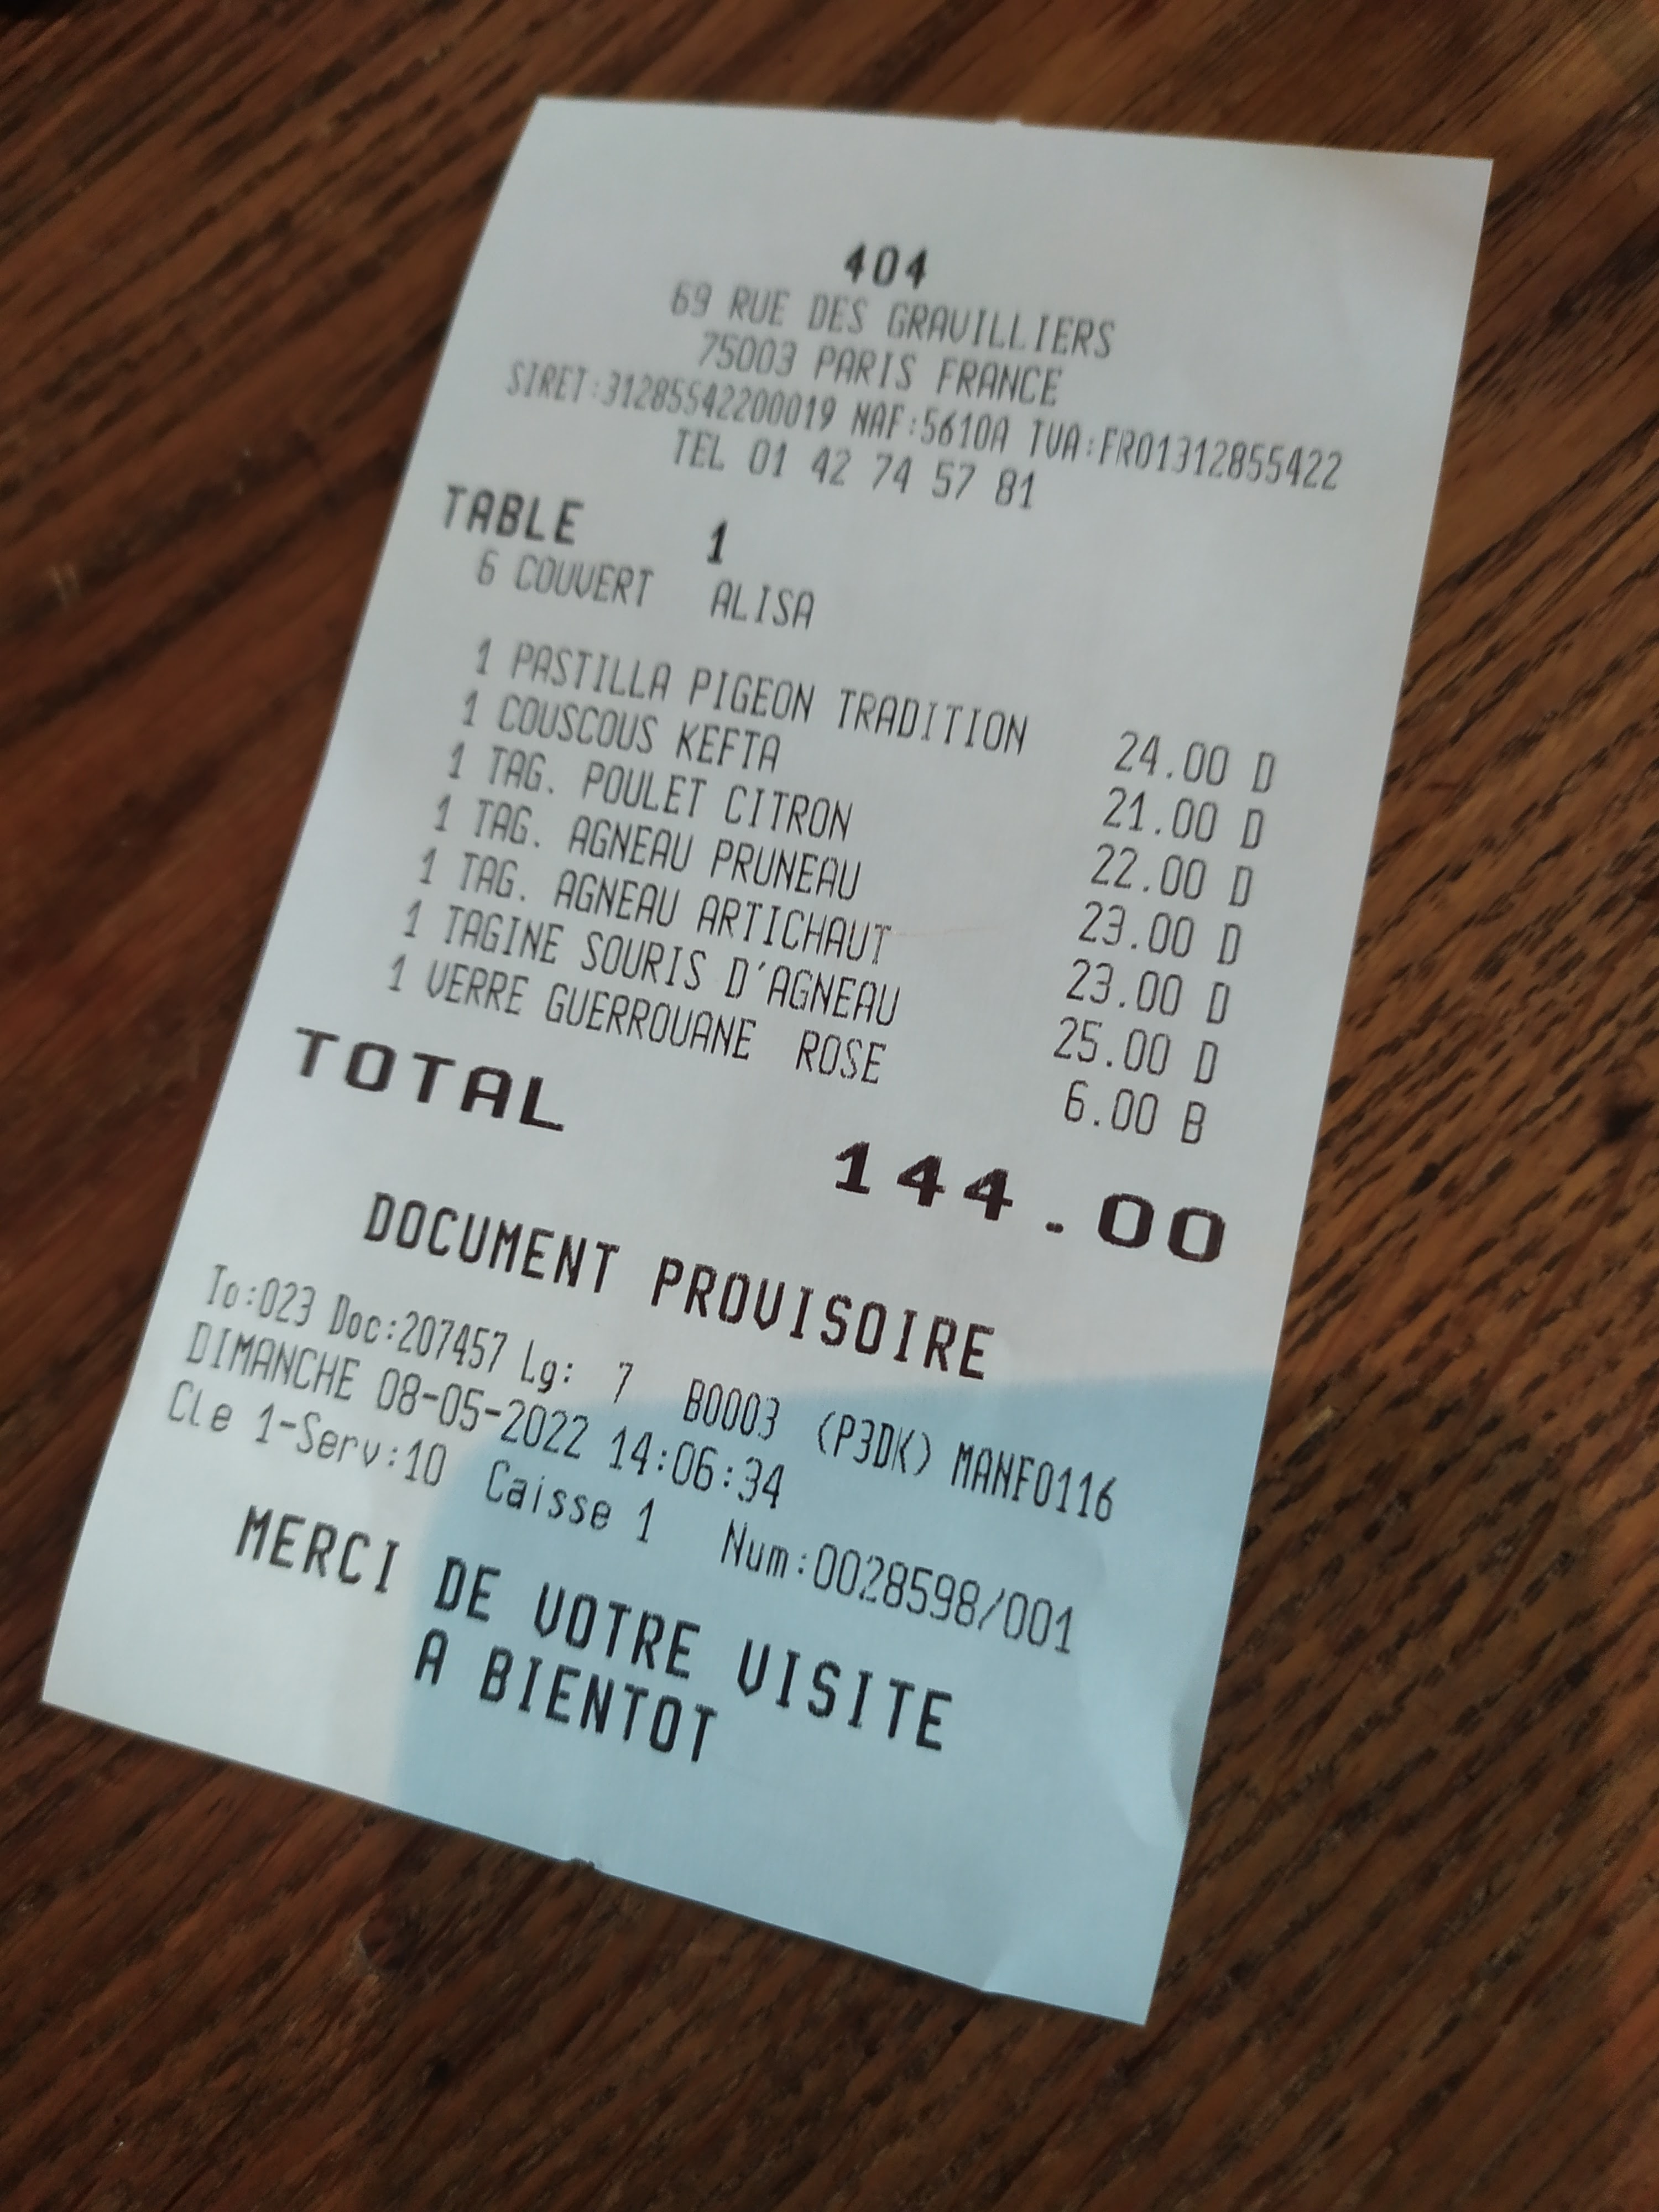 404
69 RUE DES GRAVILLIERS
75003 PARIS FRANCE
SIRET:31285542200019 NAF:5610A TVA:FR01312855422
TEL 01 42 74 57 81
TABLE 1
6 COUVERT ALISA
1 PASTILLA PIGEON TRADITION 24.00 D
1 COUSCOUS KEFTA 21.00 D
1 TAG. POULET CITRON 22.00 D
1 TAG. AGNEAU PRUNEAU 23.00 D
1 TAG. AGNEAU ARTICHAUT 23.00 D
1 TAGINE SOURIS D'AGNEAU 25.00 D
1 VERRE GUERROUANE ROSE 6.00 B
TOTAL 144.00
DOCUMENT PROVISOIRE
To:023 Doc:207457 Lg: 7 B0003 (P3DK) MANF0116
DIMANCHE 08-05-2022 14:06:34
Cle 1-Serv:10 Caisse 1 Num:0028598/001
MERCI DE VOTRE VISITE
A BIENTOT